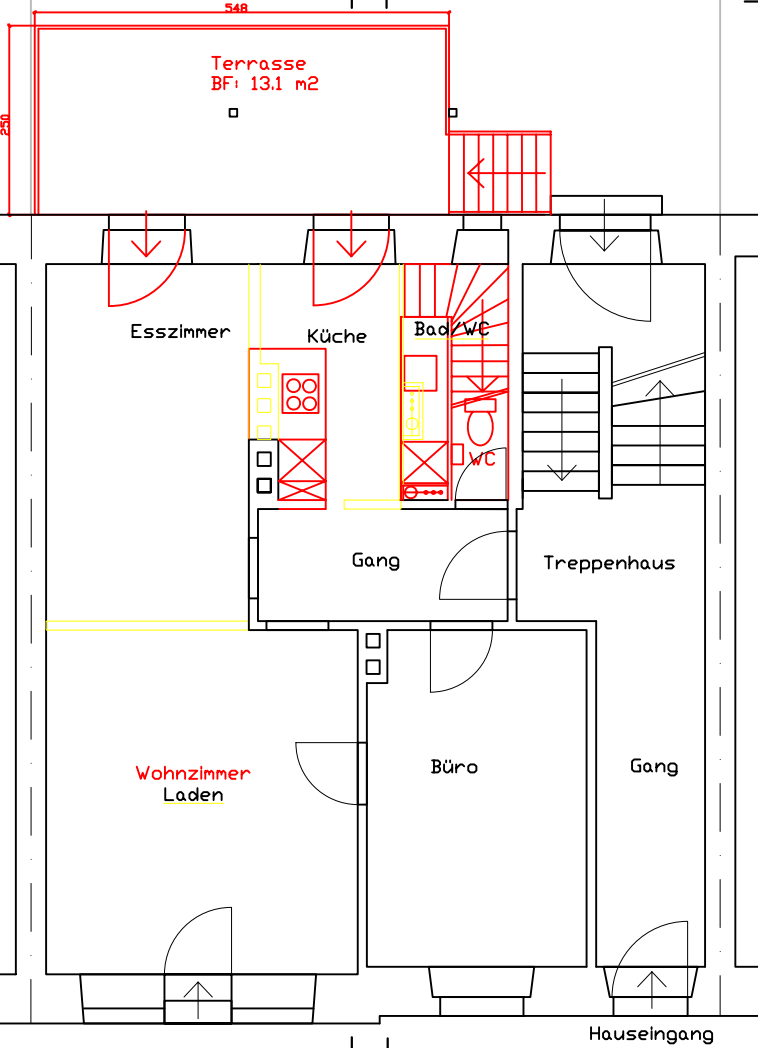 548
250
Terrasse
BF: 13.1 m2
Esszimmer
Küche
Bad/WC
WC
Gang
Treppenhaus
Wohnzimmer
Laden
Büro
Gang
Hauseingang